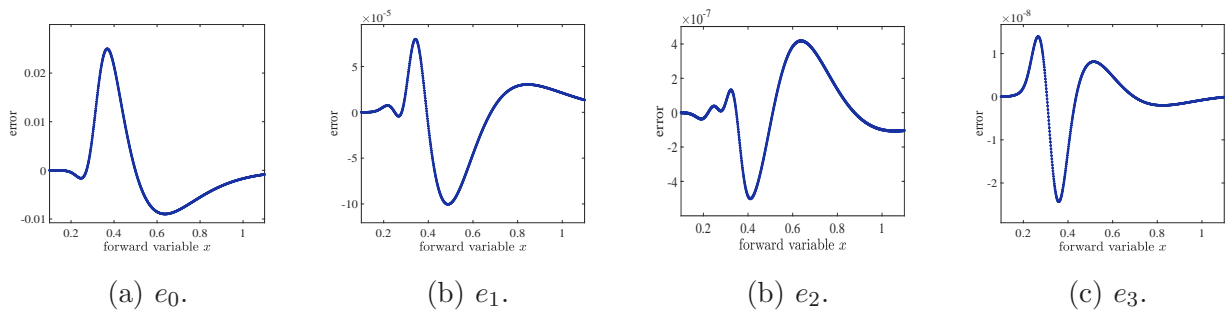 0.02
0.01
0
-0.01
error
0.2 0.4 0.6 0.8 1
forward variable x
(a) e₀.
×10⁻⁵
5
0
-5
-10
error
0.2 0.4 0.6 0.8 1
forward variable x
(b) e₁.
×10⁻⁷
4
2
0
-2
-4
error
0.2 0.4 0.6 0.8 1
forward variable x
(b) e₂.
×10⁻⁸
1
0
-1
-2
error
0.2 0.4 0.6 0.8 1
forward variable x
(c) e₃.